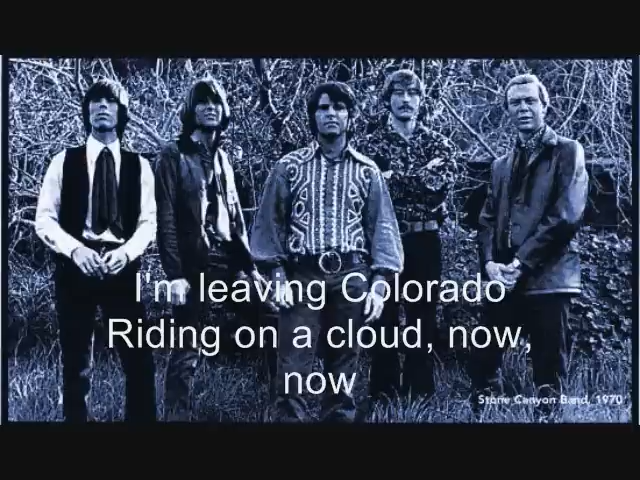 I'm leaving Colorado
Riding on a cloud, now,
now
Stone Canyon Band, 1970